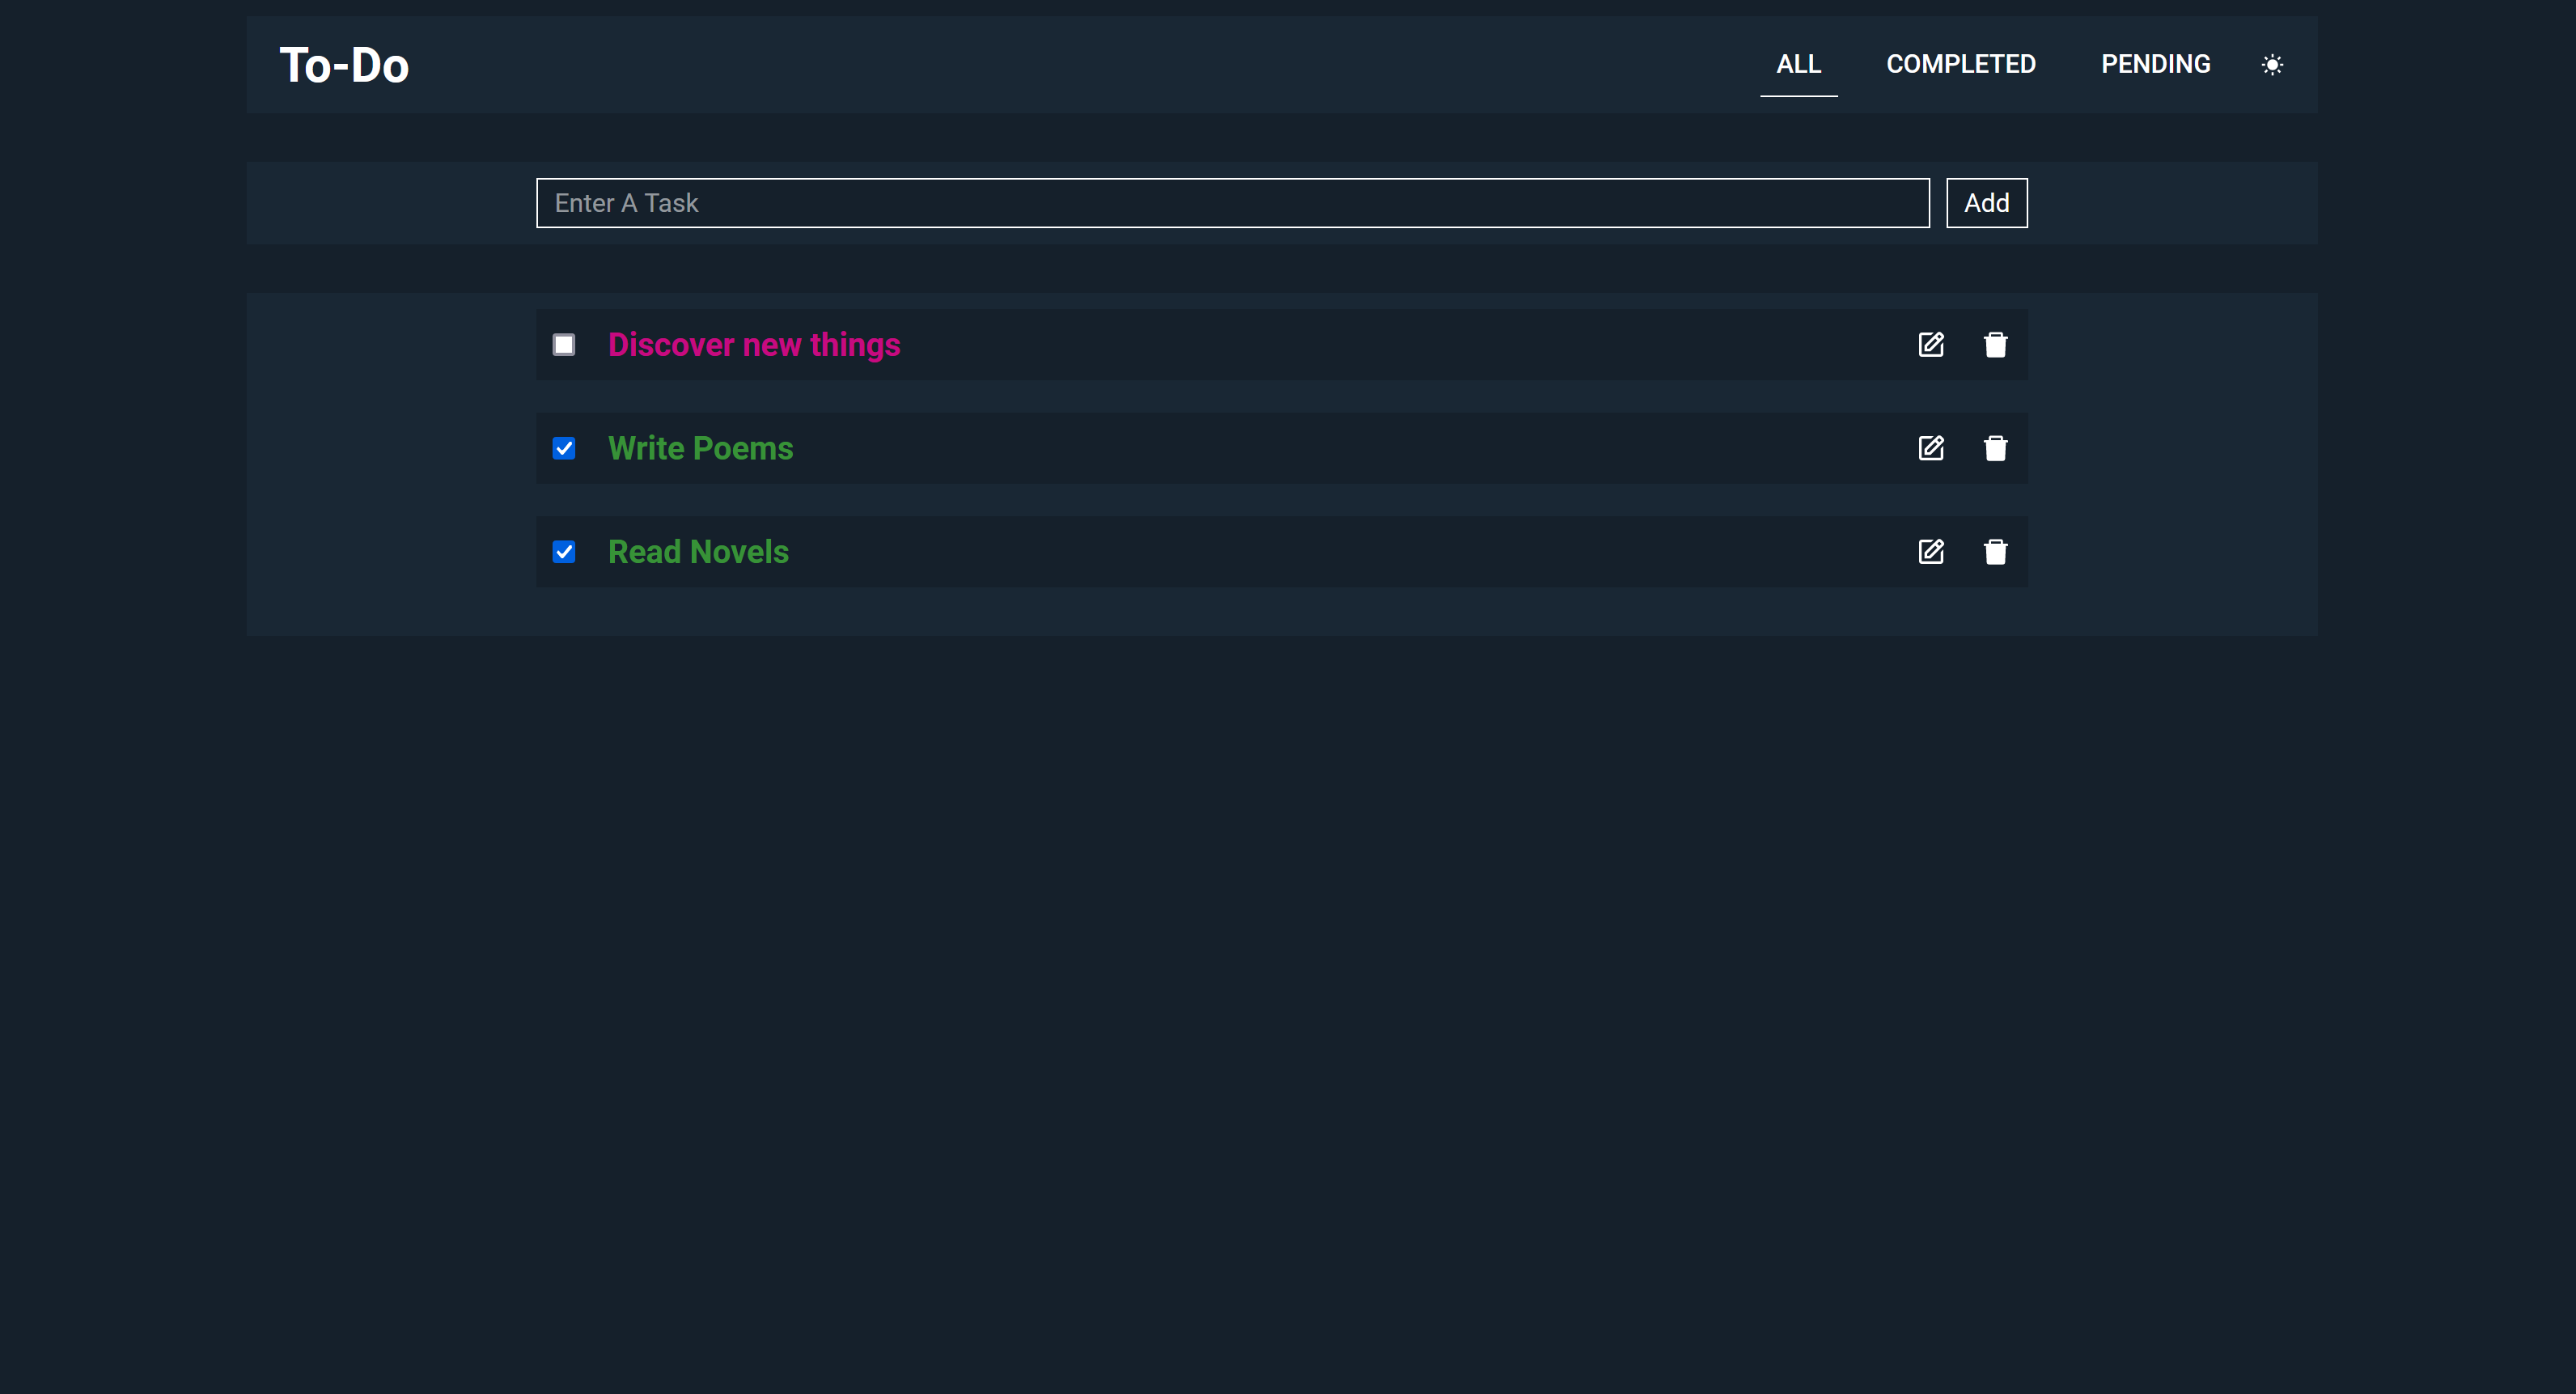 To-Do
ALL COMPLETED PENDING
Enter A Task Add
Discover new things
Write Poems
Read Novels